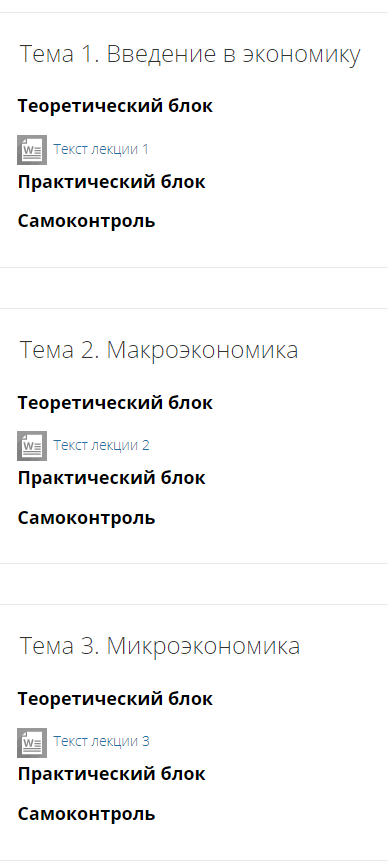 Тема 1. Введение в экономику
Теоретический блок
Текст лекции 1
Практический блок
Самоконтроль
Тема 2. Макроэкономика
Теоретический блок
Текст лекции 2
Практический блок
Самоконтроль
Тема 3. Микроэкономика
Теоретический блок
Текст лекции 3
Практический блок
Самоконтроль